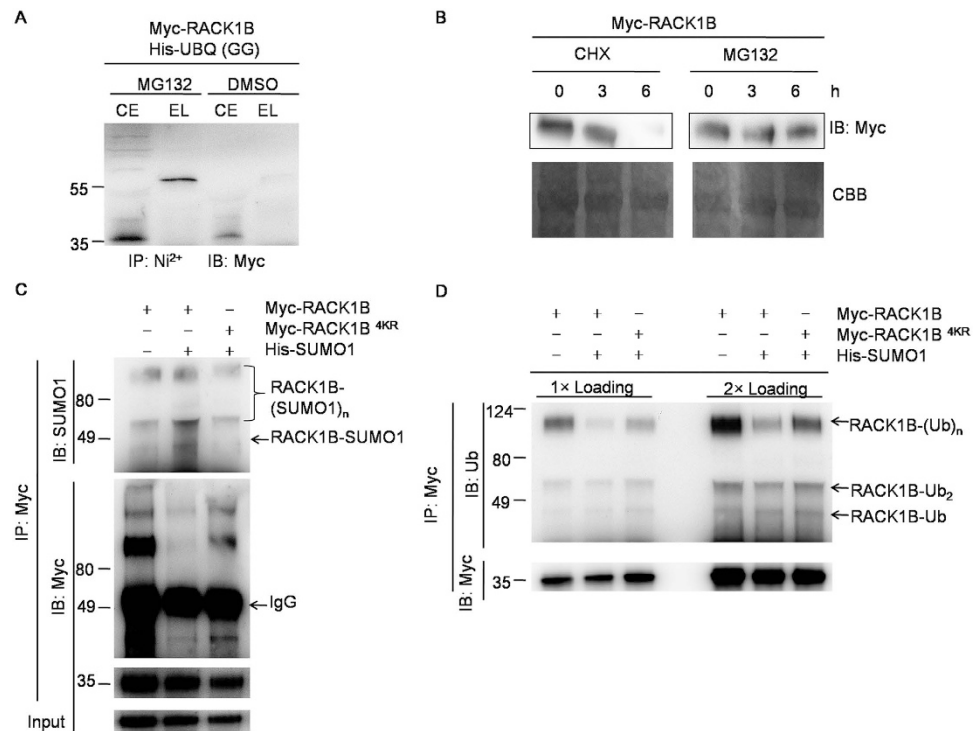 A
Myc-RACK1B
His-UBQ (GG)
MG132 DMSO
CE EL CE EL
55
35
IP: Ni²⁺ IB: Myc
B
Myc-RACK1B
CHX MG132
0 3 6 h 0 3 6
IB: Myc
CBB
C
+ + − Myc-RACK1B
− − + Myc-RACK1B 4KR
− + + His-SUMO1
IP: Myc
IB: SUMO1
80
49
RACK1B-
(SUMO1)n
RACK1B-SUMO1
IB: Myc
80
49
IgG
35
Input
D
+ + − + + − Myc-RACK1B
− − + − − + Myc-RACK1B 4KR
− + + − + + His-SUMO1
1× Loading 2× Loading
IP: Myc
IB: Ub
124
80
49
RACK1B-(Ub)n
RACK1B-Ub₂
RACK1B-Ub
IB: Myc
35